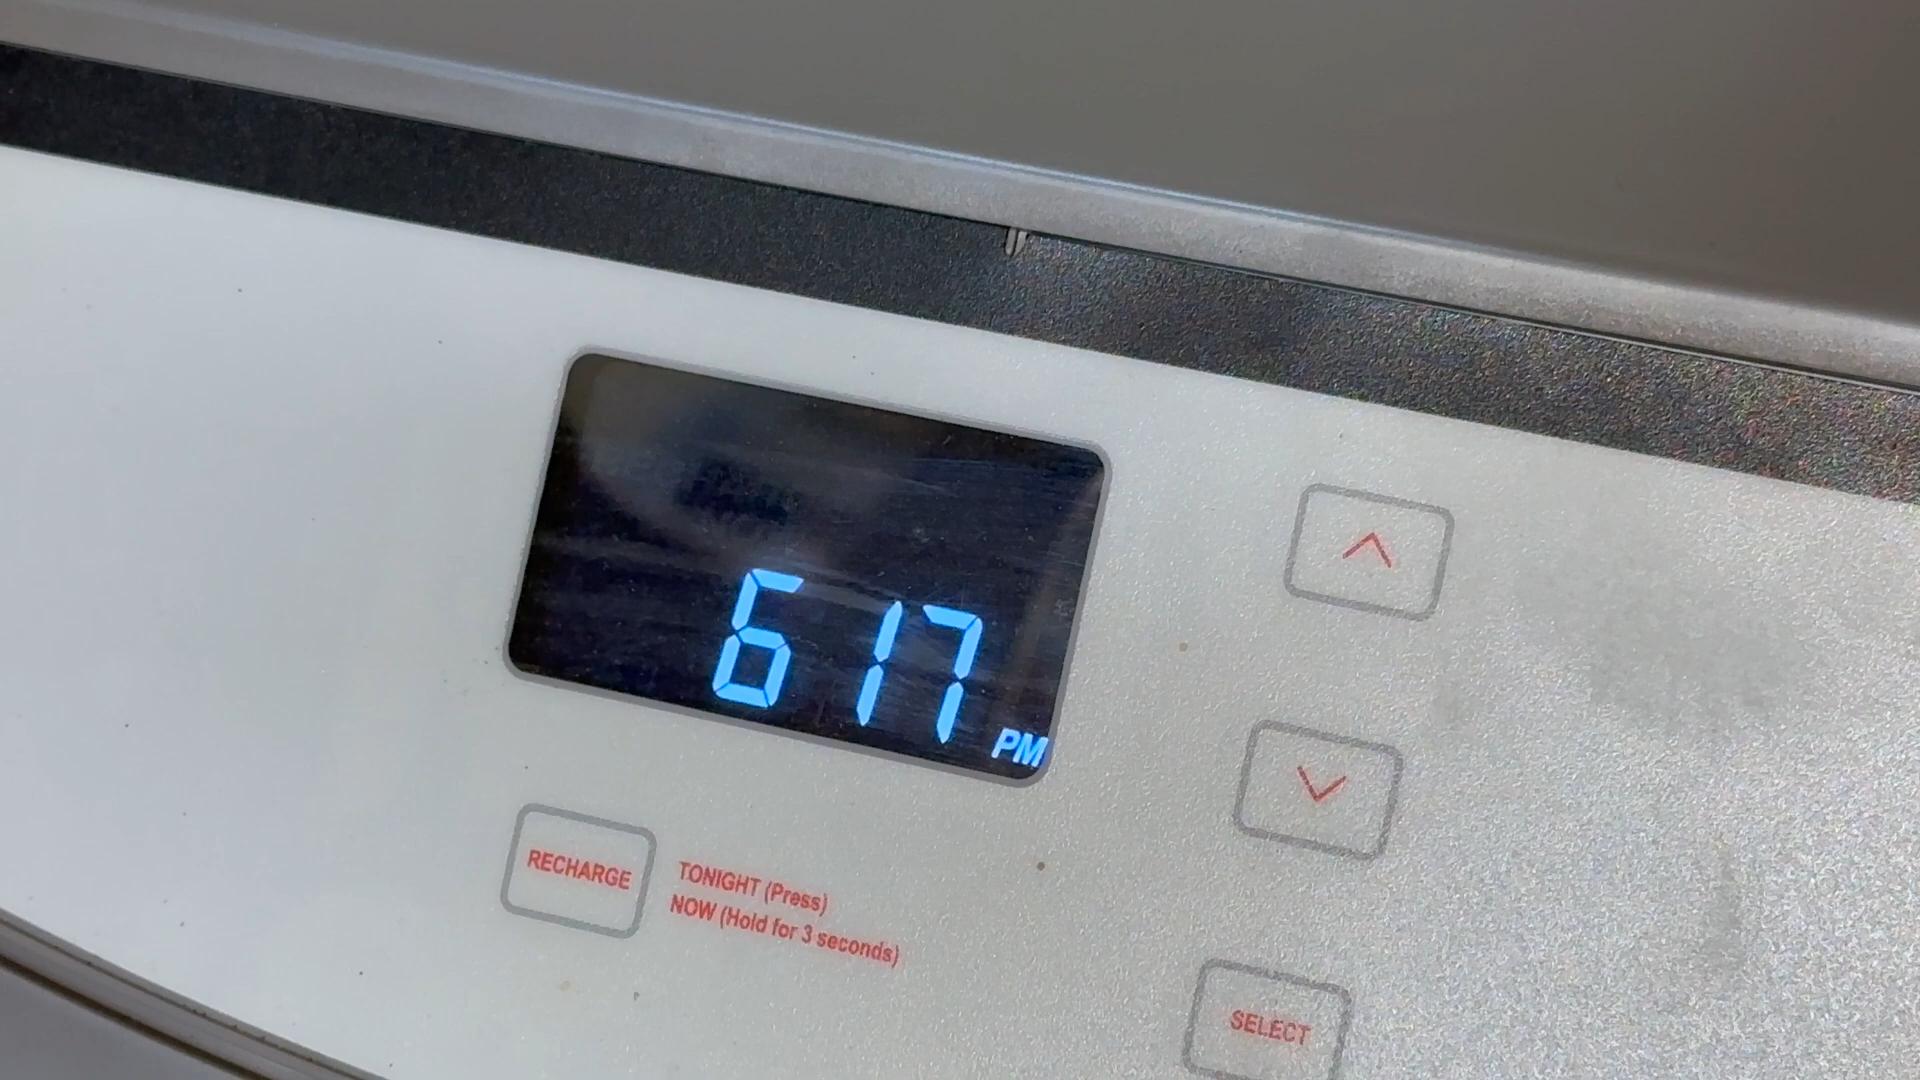 617
PM
RECHARGE
TONIGHT (Press)
NOW (Hold for 3 seconds)
SELECT